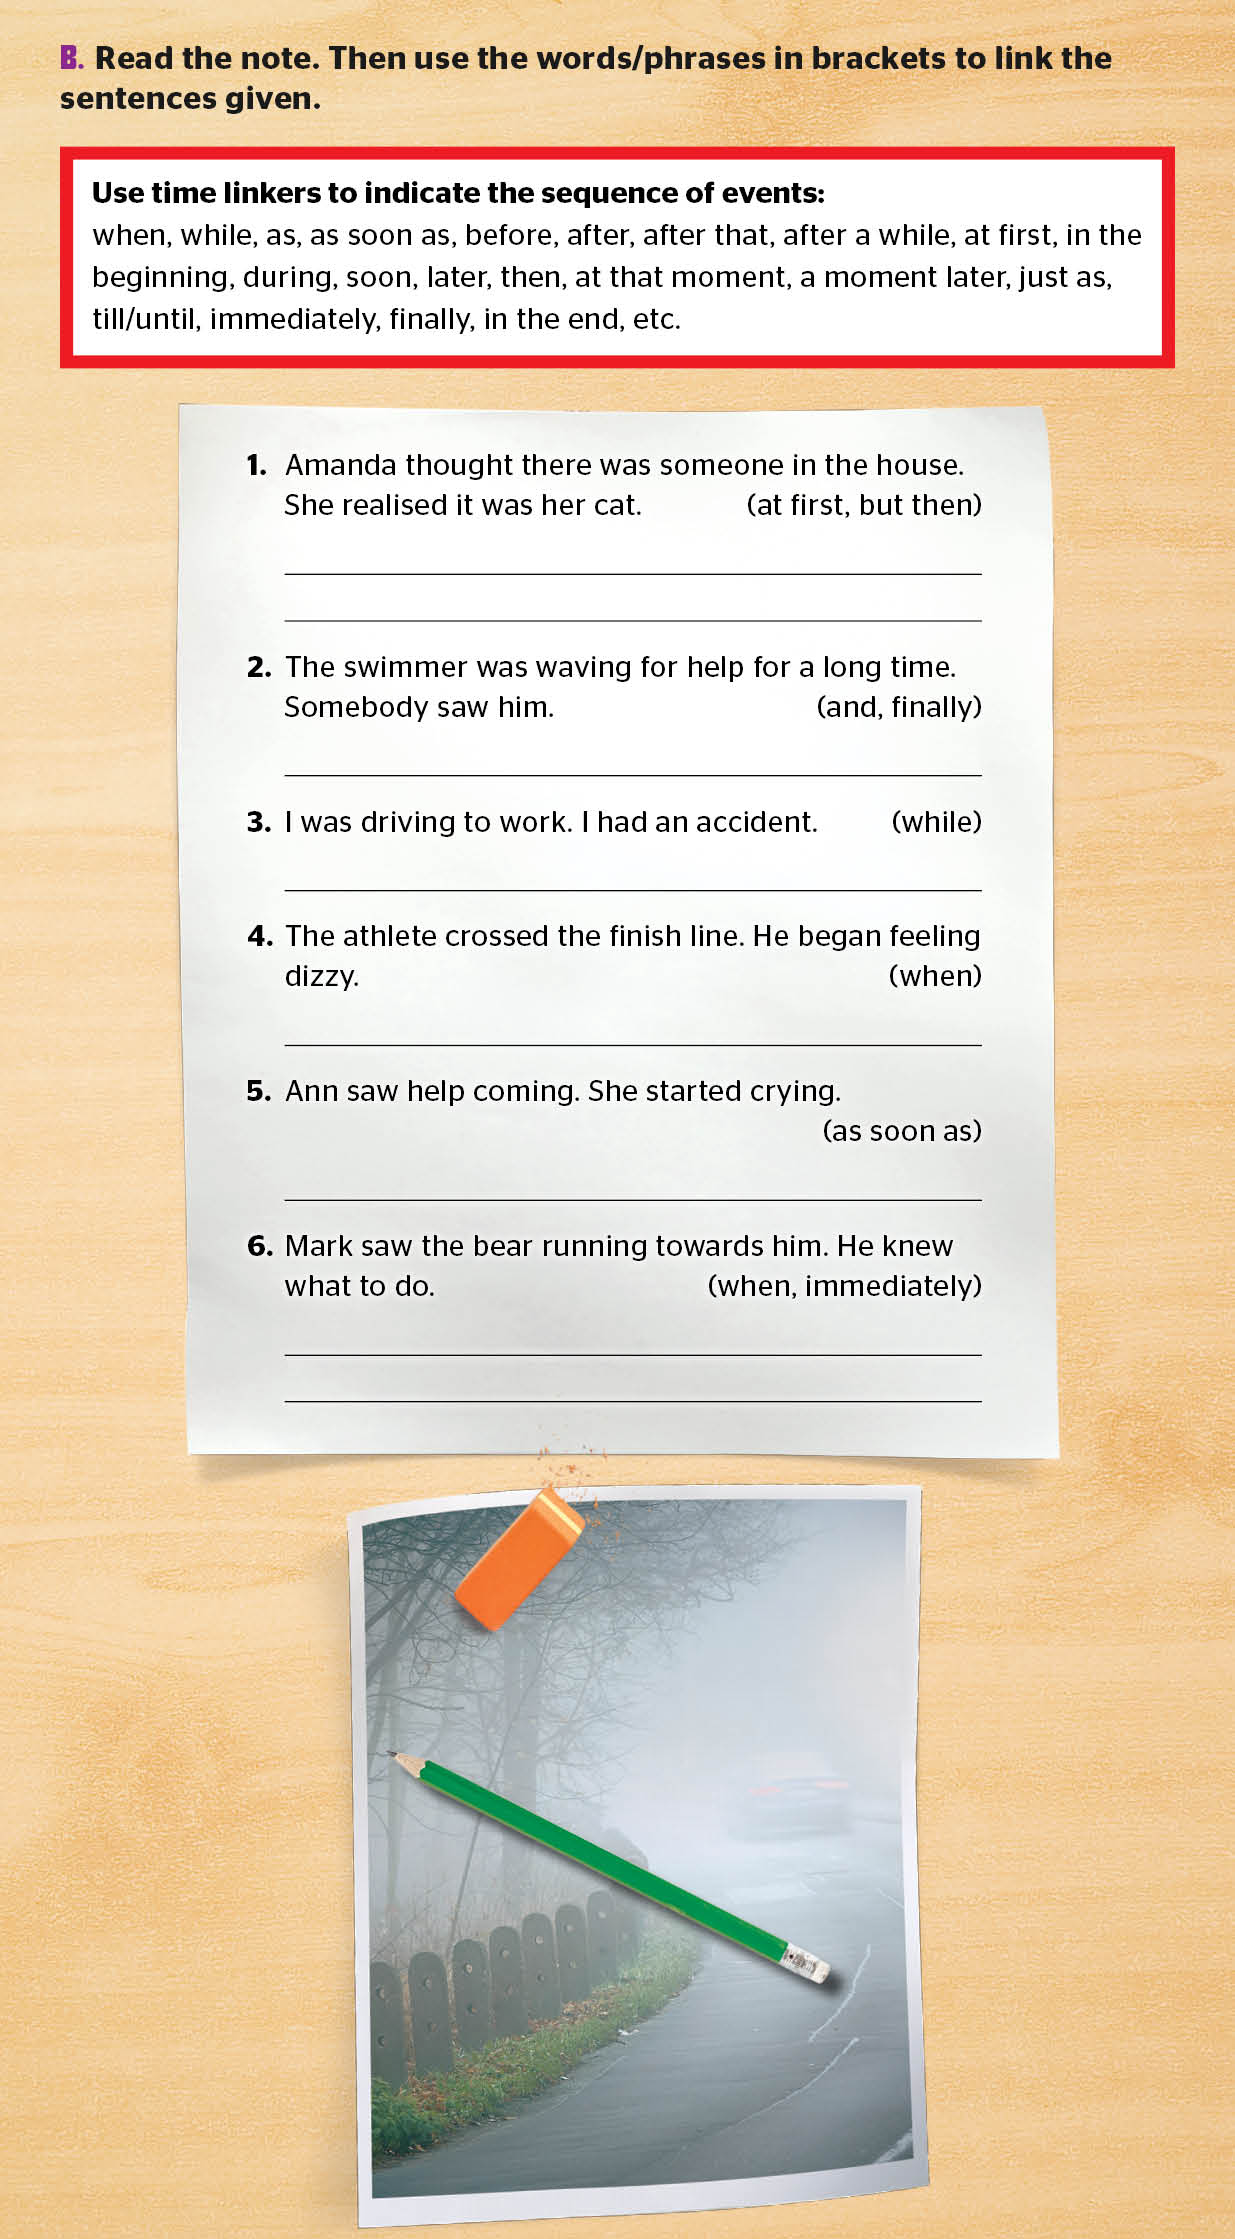 B. Read the note. Then use the words/phrases in brackets to link the
sentences given.
Use time linkers to indicate the sequence of events:
when, while, as, as soon as, before, after, after that, after a while, at first, in the
beginning, during, soon, later, then, at that moment, a moment later, just as,
till/until, immediately, finally, in the end, etc.
1. Amanda thought there was someone in the house.
She realised it was her cat. (at first, but then)
2. The swimmer was waving for help for a long time.
Somebody saw him. (and, finally)
3. I was driving to work. I had an accident. (while)
4. The athlete crossed the finish line. He began feeling
dizzy. (when)
5. Ann saw help coming. She started crying.
(as soon as)
6. Mark saw the bear running towards him. He knew
what to do. (when, immediately)